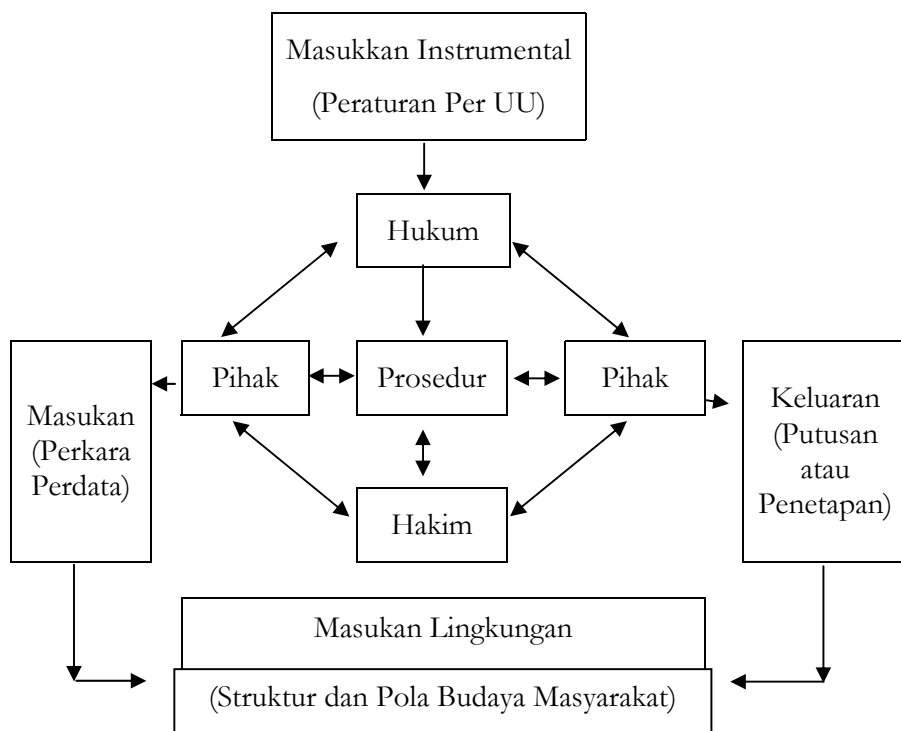 Masukkan Instrumental
(Peraturan Per UU)
Hukum
Pihak
Prosedur
Pihak
Masukan
(Perkara
Perdata)
Keluaran
(Putusan
atau
Penetapan)
Hakim
Masukan Lingkungan
(Struktur dan Pola Budaya Masyarakat)